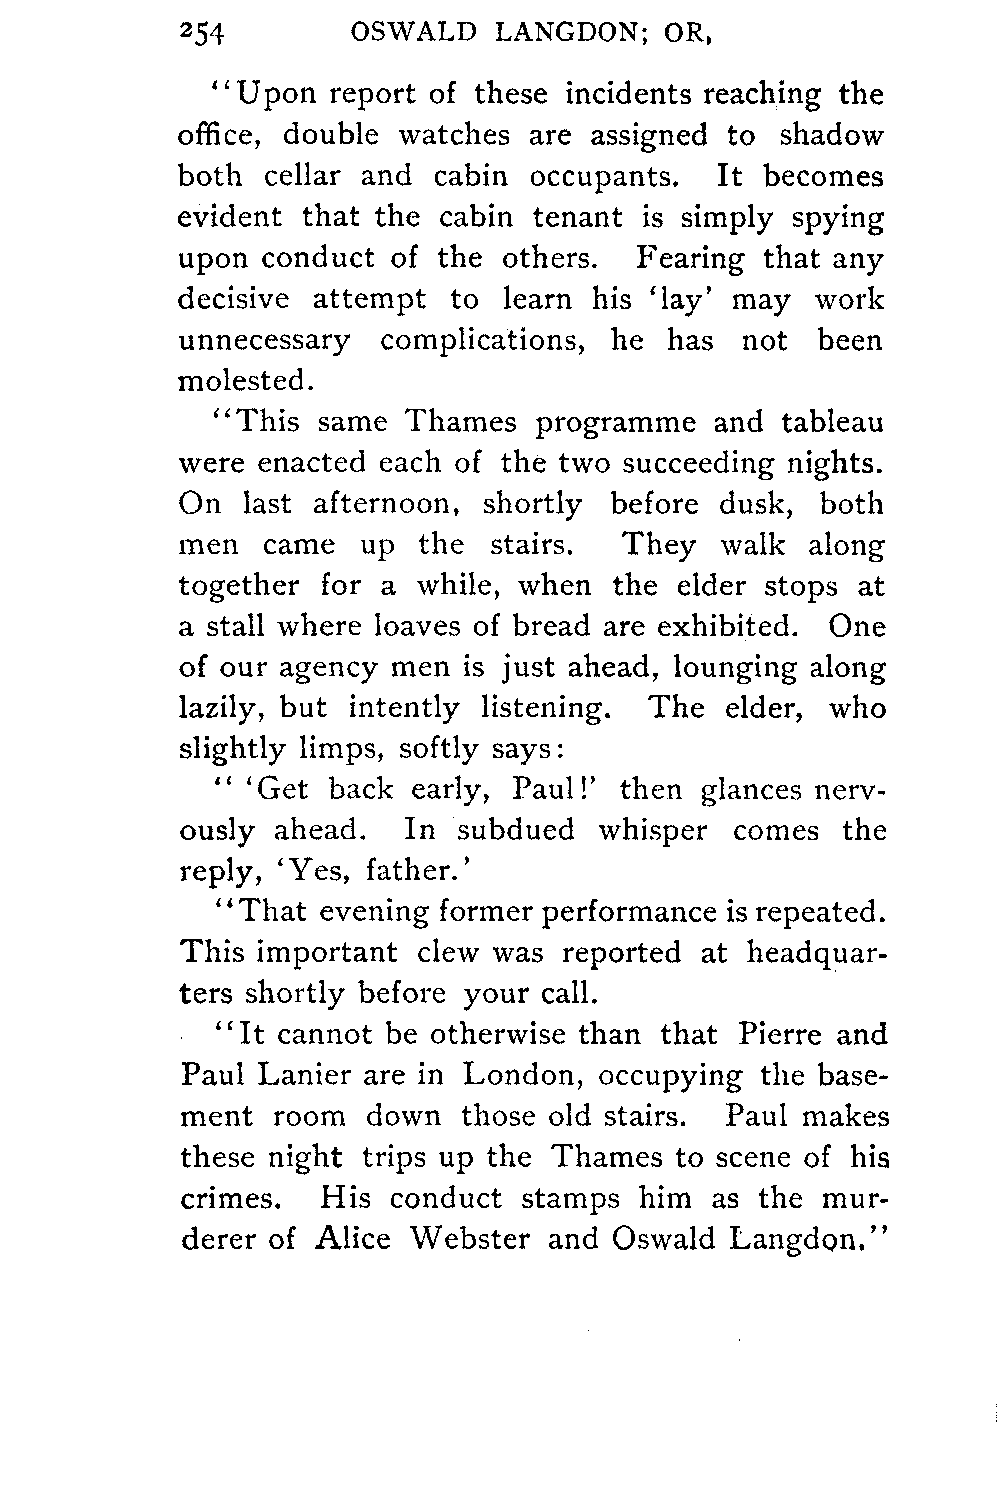 254 OSWALD LANGDON; OR,
"Upon report of these incidents reaching the
office, double watches are assigned to shadow
both cellar and cabin occupants. It becomes
evident that the cabin tenant is simply spying
upon conduct of the others. Fearing that any
decisive attempt to learn his 'lay' may work
unnecessary complications, he has not been
molested.
"This same Thames programme and tableau
were enacted each of the two succeeding nights.
On last afternoon, shortly before dusk, both
men came up the stairs. They walk along
together for a while, when the elder stops at
a stall where loaves of bread are exhibited. One
of our agency men is just ahead, lounging along
lazily, but intently listening. The elder, who
slightly limps, softly says:
" 'Get back early, Paul!' then glances nerv-
ously ahead. In subdued whisper comes the
reply, 'Yes, father.'
"That evening former performance is repeated.
This important clew was reported at headquar-
ters shortly before your call.
"It cannot be otherwise than that Pierre and
Paul Lanier are in London, occupying the base-
ment room down those old stairs. Paul makes
these night trips up the Thames to scene of his
crimes. His conduct stamps him as the mur-
derer of Alice Webster and Oswald Langdon."